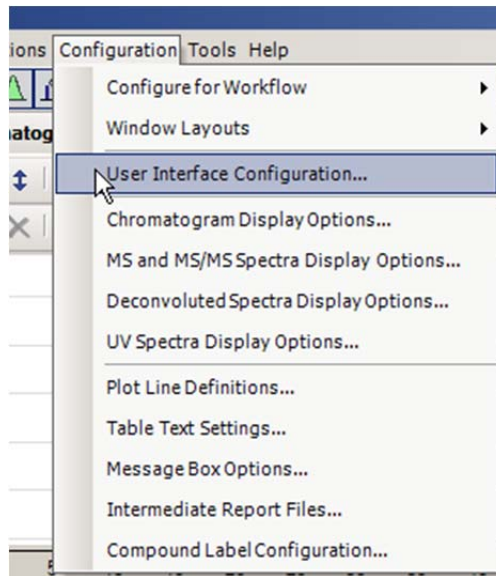 ions Configuration Tools Help
Configure for Workflow
atog
Window Layouts
User Interface Configuration...
Chromatogram Display Options...
MS and MS/MS Spectra Display Options...
Deconvoluted Spectra Display Options...
UV Spectra Display Options...
Plot Line Definitions...
Table Text Settings...
Message Box Options...
Intermediate Report Files...
Compound Label Configuration...